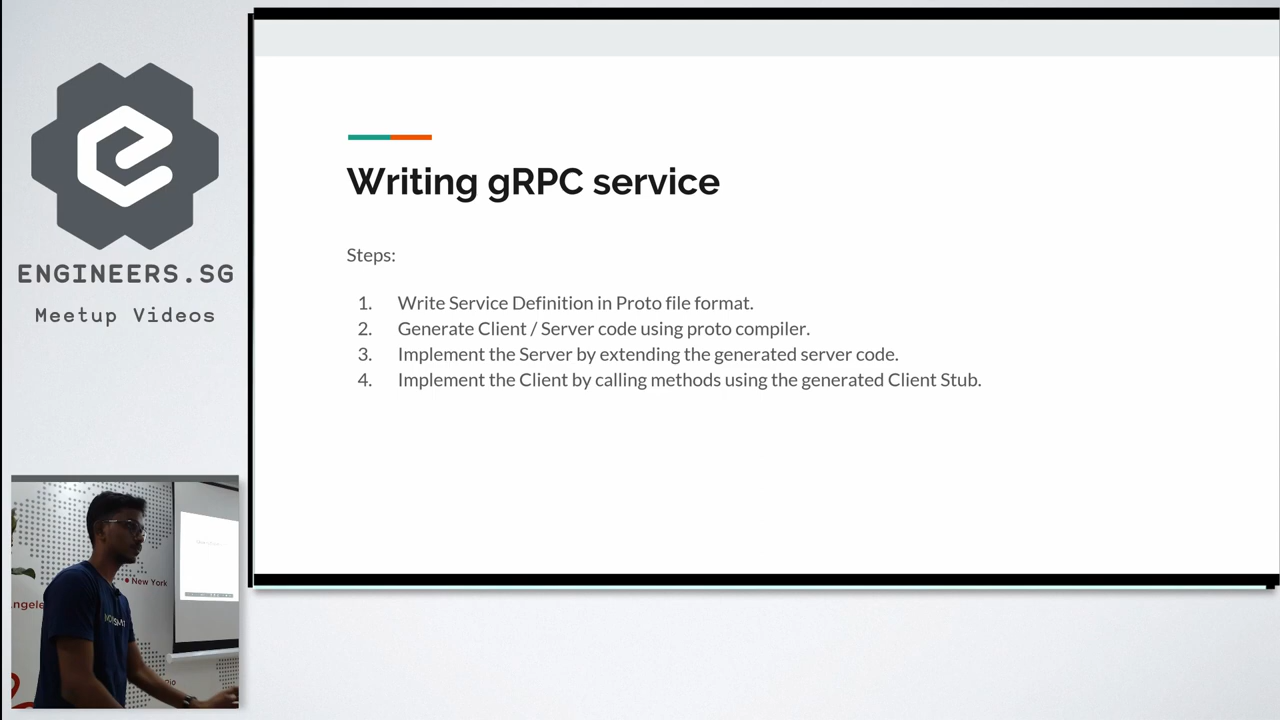 ENGINEERS.SG
Meetup Videos
Writing gRPC service
Steps:
1. Write Service Definition in Proto file format.
2. Generate Client / Server code using proto compiler.
3. Implement the Server by extending the generated server code.
4. Implement the Client by calling methods using the generated Client Stub.
New York